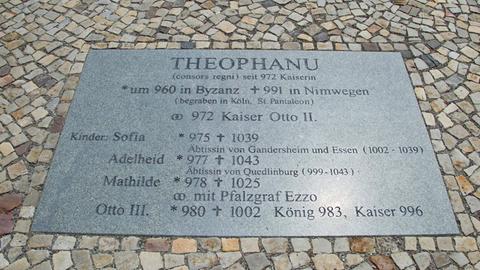 THEOPHANU
(consors regni) seit 972 Kaiserin
*um 960 in Byzanz ✝ 991 in Nimwegen
(begraben in Köln, St. Pantaleon)
⚭ 972 Kaiser Otto II.
Kinder: Sofia * 975 ✝ 1039
Äbtissin von Gandersheim und Essen (1002 - 1039)
Adelheid * 977 ✝ 1043
Äbtissin von Quedlinburg (999 - 1043)
Mathilde * 978 ✝ 1025
⚭ mit Pfalzgraf Ezzo
Otto III. * 980 ✝ 1002 König 983, Kaiser 996